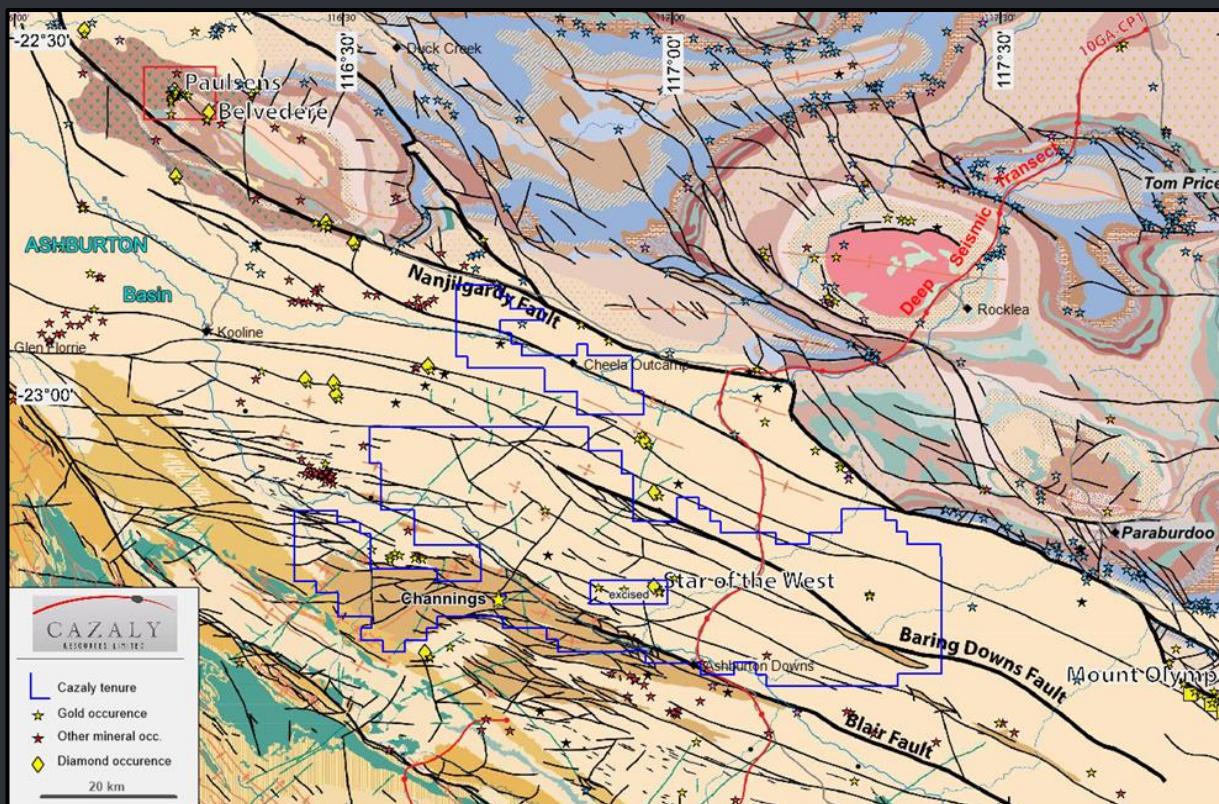 116°30'
117°00'
117°30'
-22°30'
Duck Creek
10GA-CP1
Paulsens
Belvedere
Transect
Tom Price
Seismic
ASHBURTON
Basin
Nanjilgardy Fault
Deep
Rocklea
Kooline
Glen Florrie
Cheela Outcamp
-23°00'
Paraburdoo
Star of the West
excised
Channings
Baring Downs Fault
Ashburton Downs
Mount Olymp
Blair Fault
CAZALY
RESOURCES LIMITED
Cazaly tenure
Gold occurence
Other mineral occ.
Diamond occurence
20 km